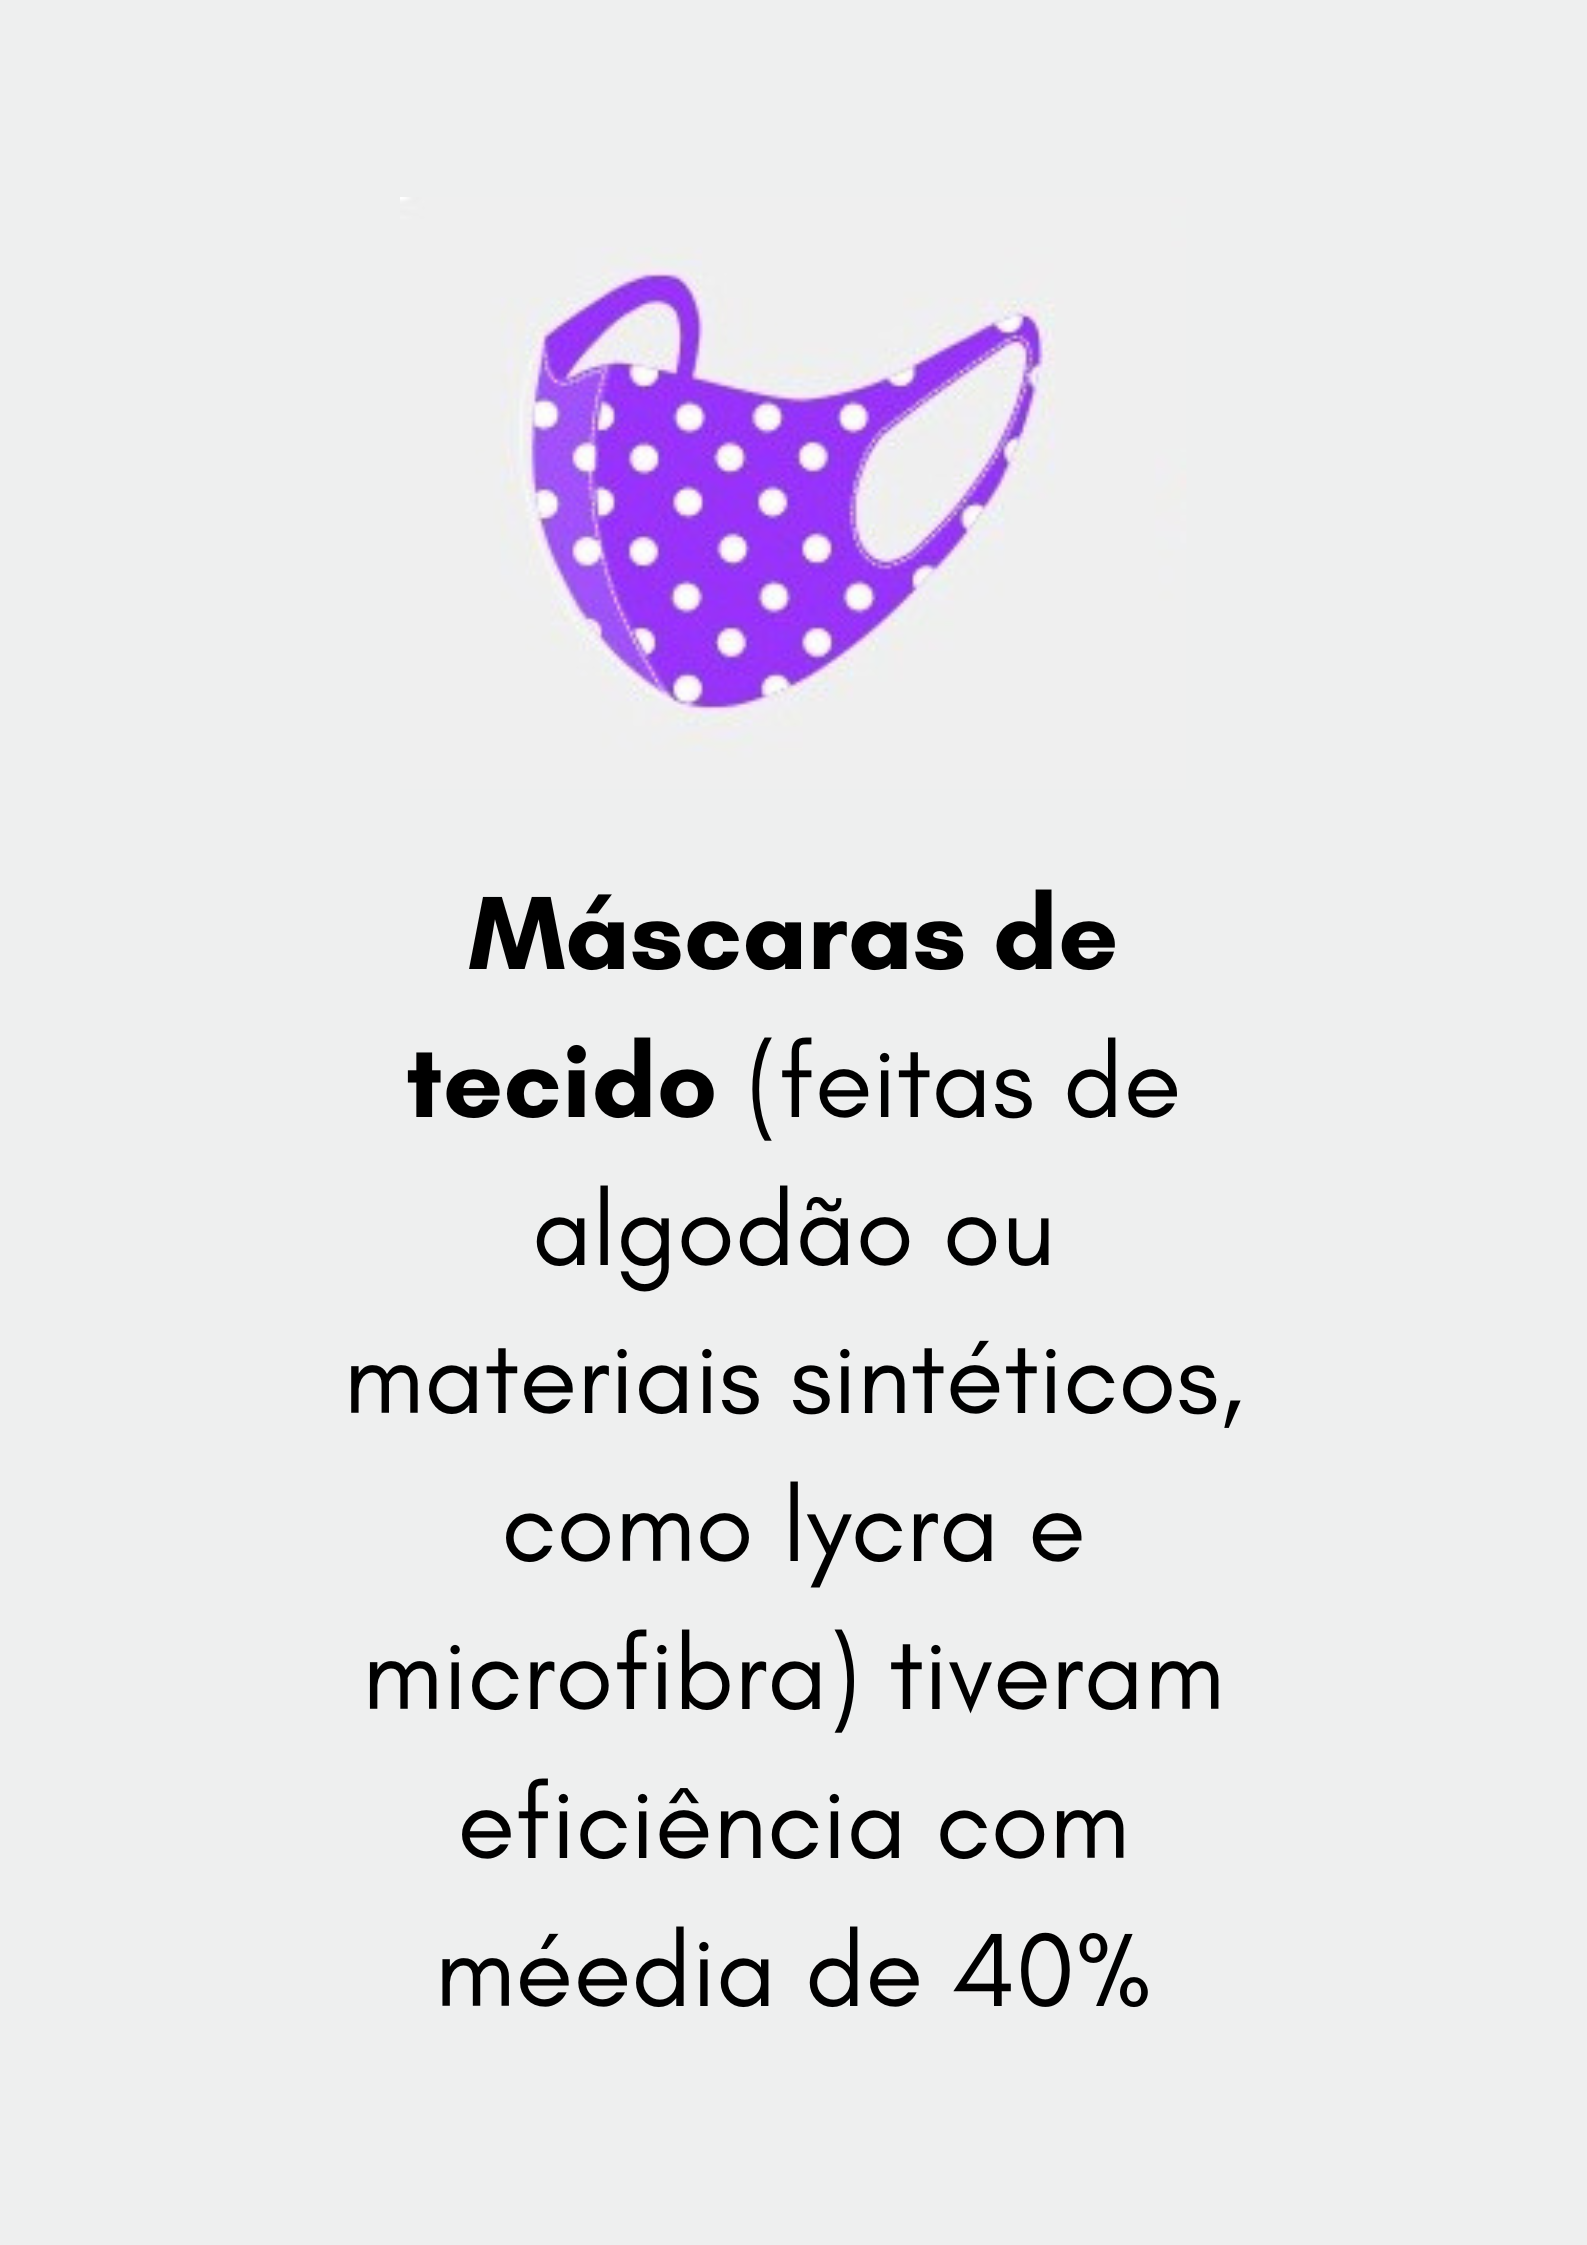 Máscaras de
tecido (feitas de
algodão ou
materiais sintéticos,
como lycra e
microfibra) tiveram
eficiência com
méedia de 40%